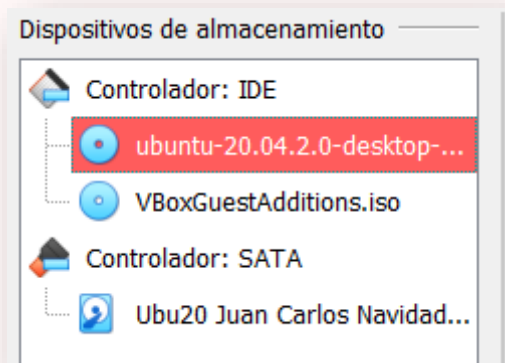 Dispositivos de almacenamiento
Controlador: IDE
ubuntu-20.04.2.0-desktop-...
VBoxGuestAdditions.iso
Controlador: SATA
Ubu20 Juan Carlos Navidad...